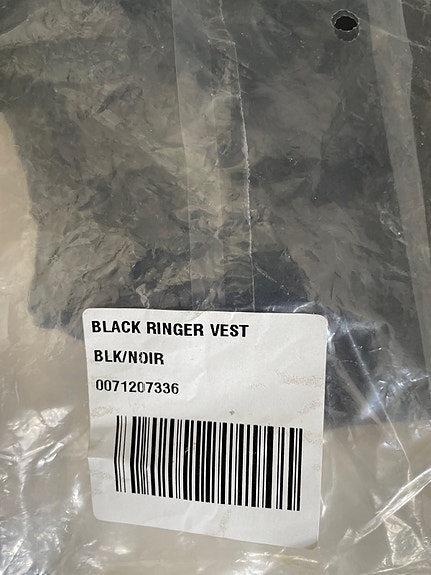 BLACK RINGER VEST
BLK/NOIR
0071207336